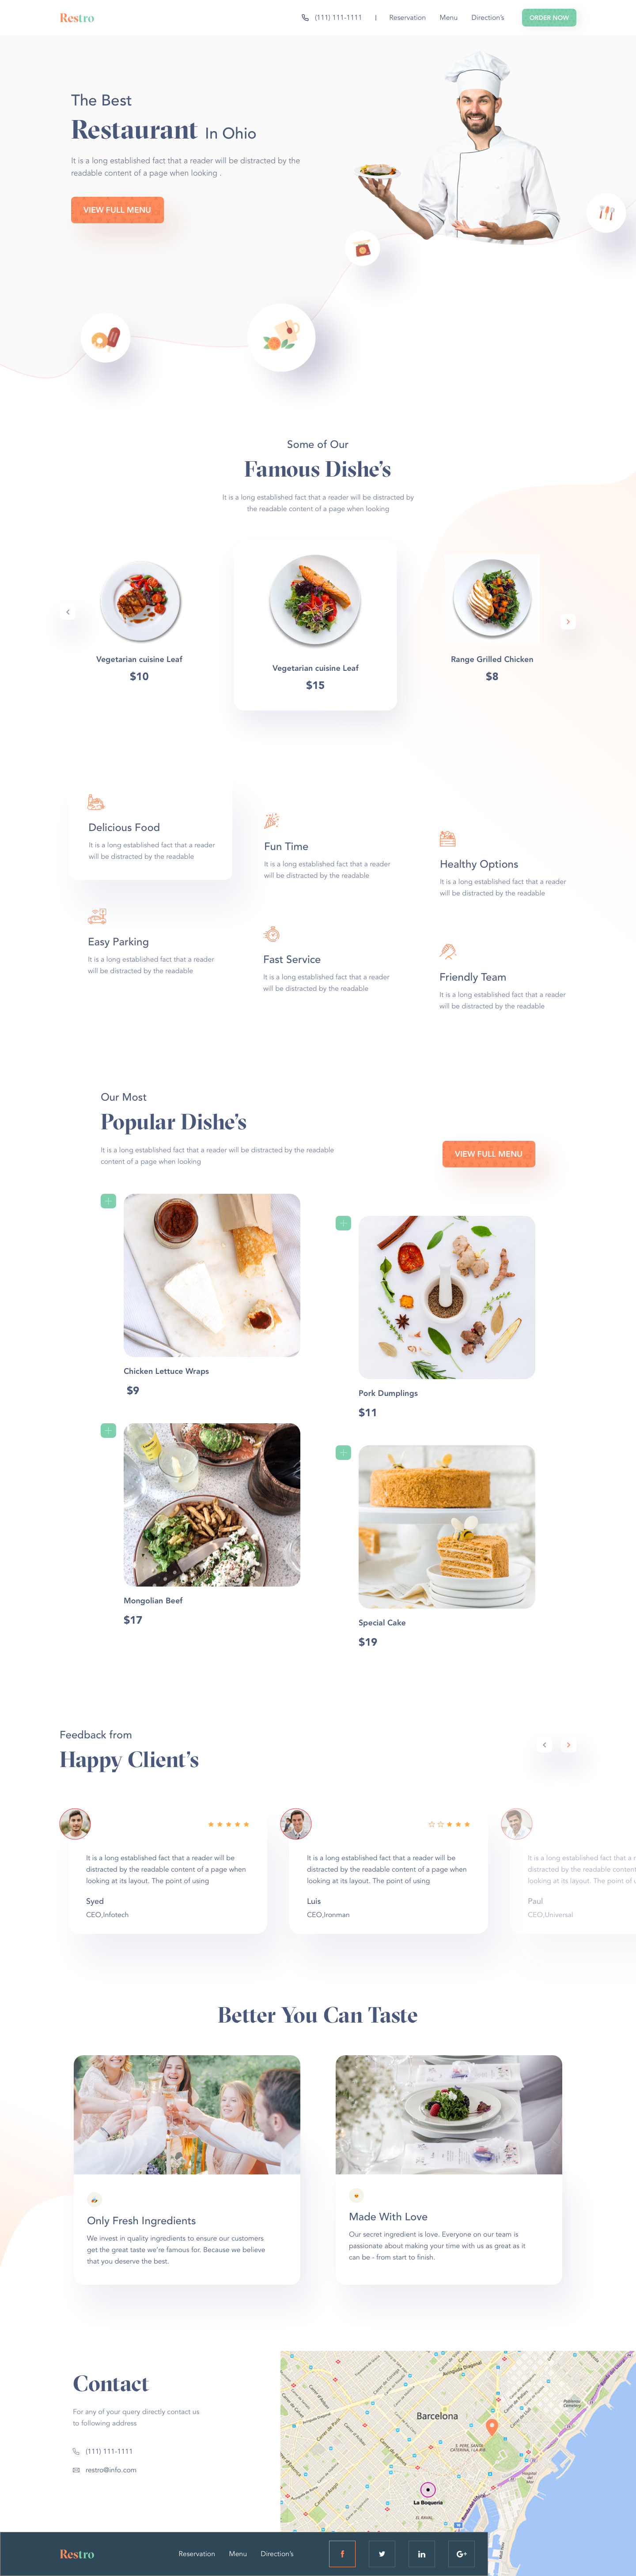 Restro
(111) 111-1111 | Reservation Menu Direction's ORDER NOW
The Best
Restaurant In Ohio
It is a long established fact that a reader will be distracted by the
readable content of a page when looking .
VIEW FULL MENU
Some of Our
Famous Dishe's
It is a long established fact that a reader will be distracted by
the readable content of a page when looking
Vegetarian cuisine Leaf
$10
Vegetarian cuisine Leaf
$15
Range Grilled Chicken
$8
Delicious Food
It is a long established fact that a reader
will be distracted by the readable
Fun Time
It is a long established fact that a reader
will be distracted by the readable
Healthy Options
It is a long established fact that a reader
will be distracted by the readable
Easy Parking
It is a long established fact that a reader
will be distracted by the readable
Fast Service
It is a long established fact that a reader
will be distracted by the readable
Friendly Team
It is a long established fact that a reader
will be distracted by the readable
Our Most
Popular Dishe's
It is a long established fact that a reader will be distracted by the readable
content of a page when looking
VIEW FULL MENU
Chicken Lettuce Wraps
$9
Pork Dumplings
$11
Mongolian Beef
$17
Special Cake
$19
Feedback from
Happy Client's
It is a long established fact that a reader will be
distracted by the readable content of a page when
looking at its layout. The point of using
Syed
CEO,Infotech
It is a long established fact that a reader will be
distracted by the readable content of a page when
looking at its layout. The point of using
Luis
CEO,Ironman
It is a long established fact that a
distracted by the readable content
looking at its layout. The point of
Paul
CEO,Universal
Better You Can Taste
Only Fresh Ingredients
We invest in quality ingredients to ensure our customers
get the great taste we're famous for. Because we believe
that you deserve the best.
Made With Love
Our secret ingredient is love. Everyone on our team is
passionate about making your time with us as great as it
can be - from start to finish.
Contact
For any of your query directly contact us
to following address
(111) 111-1111
restro@info.com
Barcelona
La Boqueria
EL RAVAL
Restro
Reservation Menu Direction's
f
in
G+